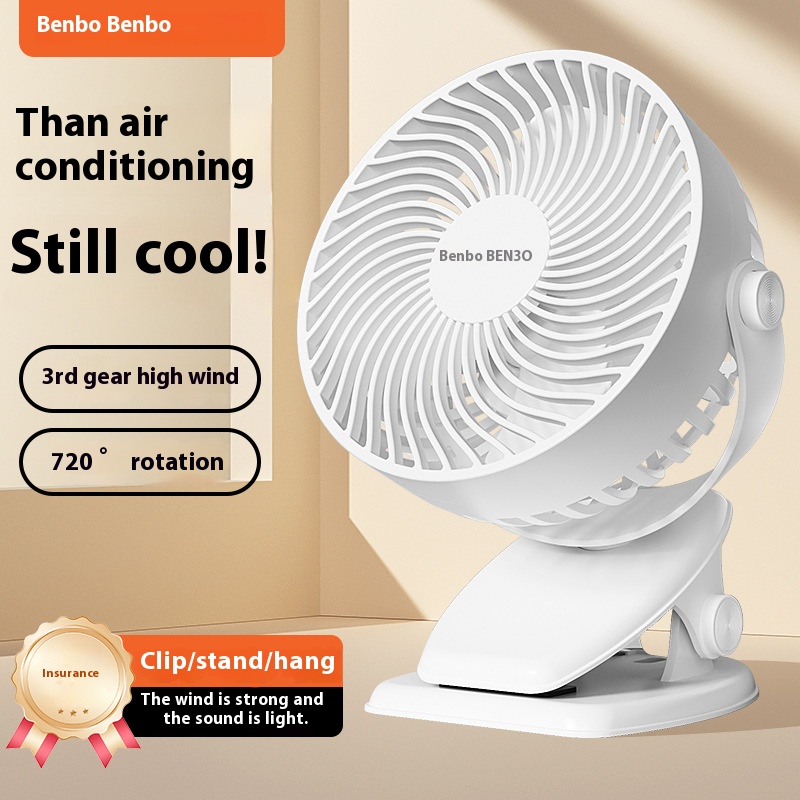 Benbo Benbo
Than air
conditioning
Still cool!
Benbo BEN3O
3rd gear high wind
720° rotation
Insurance
Clip/stand/hang
The wind is strong and
the sound is light.